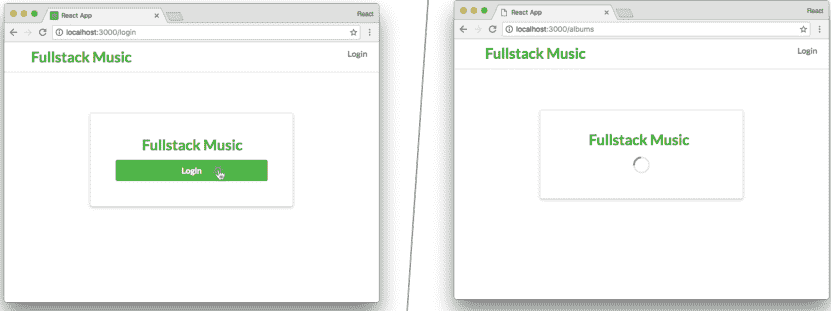 React App
React
localhost:3000/login
Fullstack Music
Login
Fullstack Music
Login
React App
React
localhost:3000/albums
Fullstack Music
Login
Fullstack Music